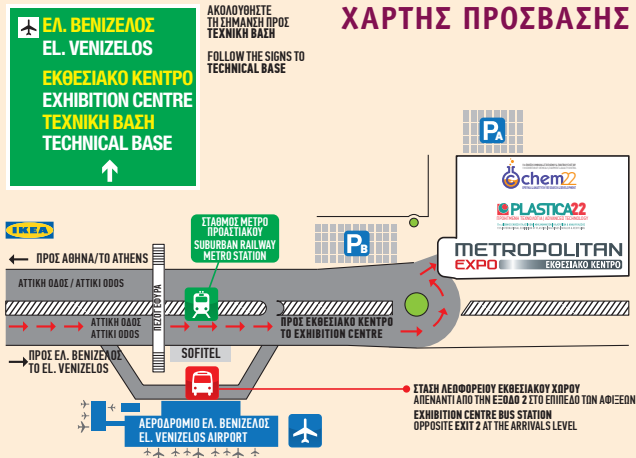 ΧΑΡΤΗΣ ΠΡΟΣΒΑΣΗΣ
ΕΛ. ΒΕΝΙΖΕΛΟΣ
EL. VENIZELOS
ΕΚΘΕΣΙΑΚΟ ΚΕΝΤΡΟ
EXHIBITION CENTRE
ΤΕΧΝΙΚΗ ΒΑΣΗ
TECHNICAL BASE
ΑΚΟΛΟΥΘΗΣΤΕ
ΤΗ ΣΗΜΑΝΣΗ ΠΡΟΣ
ΤΕΧΝΙΚΗ ΒΑΣΗ
FOLLOW THE SIGNS TO
TECHNICAL BASE
PA
chem22
PLASTICA22
METROPOLITAN
EXPO ΕΚΘΕΣΙΑΚΟ ΚΕΝΤΡΟ
PB
IKEA
ΣΤΑΘΜΟΣ ΜΕΤΡΟ
ΠΡΟΑΣΤΙΑΚΟΥ
SUBURBAN RAILWAY
METRO STATION
ΠΡΟΣ ΑΘΗΝΑ/TO ATHENS
ΑΤΤΙΚΗ ΟΔΟΣ / ATTIKI ODOS
ΠΕΖΟΓΕΦΥΡΑ
ΑΤΤΙΚΗ ΟΔΟΣ
ATTIKI ODOS
ΠΡΟΣ ΕΚΘΕΣΙΑΚΟ ΚΕΝΤΡΟ
TO EXHIBITION CENTRE
ΠΡΟΣ ΕΛ. ΒΕΝΙΖΕΛΟΣ
TO EL. VENIZELOS
SOFITEL
ΑΕΡΟΔΡΟΜΙΟ ΕΛ. ΒΕΝΙΖΕΛΟΣ
EL. VENIZELOS AIRPORT
ΣΤΑΣΗ ΛΕΩΦΟΡΕΙΟΥ ΕΚΘΕΣΙΑΚΟΥ ΧΩΡΟΥ
ΑΠΕΝΑΝΤΙ ΑΠΟ ΤΗΝ ΕΞΟΔΟ 2 ΣΤΟ ΕΠΙΠΕΔΟ ΤΩΝ ΑΦΙΞΕΩΝ
EXHIBITION CENTRE BUS STATION
OPPOSITE EXIT 2 AT THE ARRIVALS LEVEL